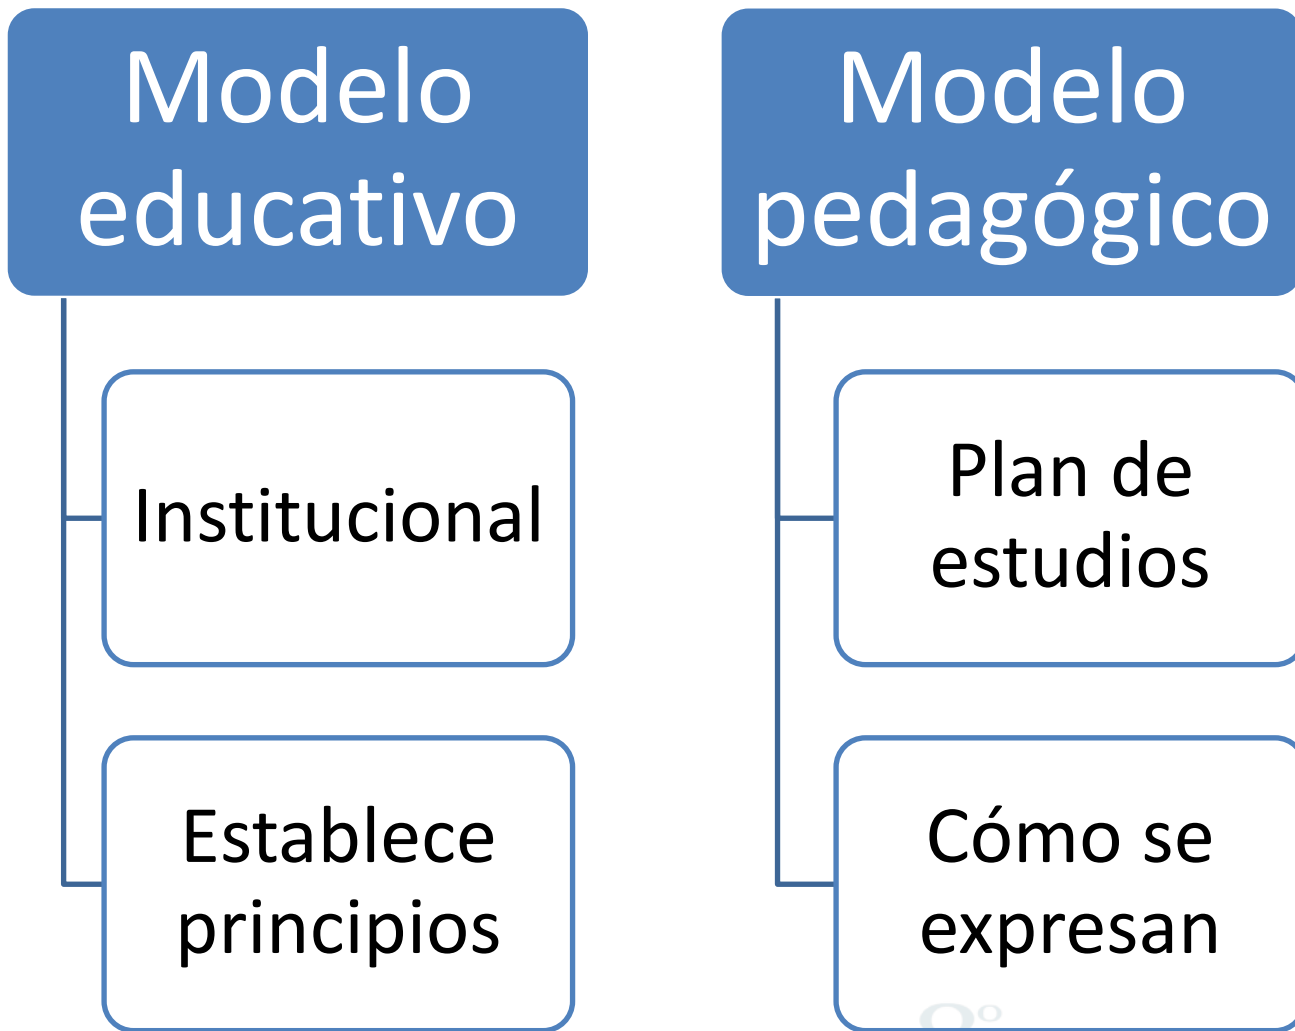 Modelo
educativo
Institucional
Establece
principios
Modelo
pedagógico
Plan de
estudios
Cómo se
expresan